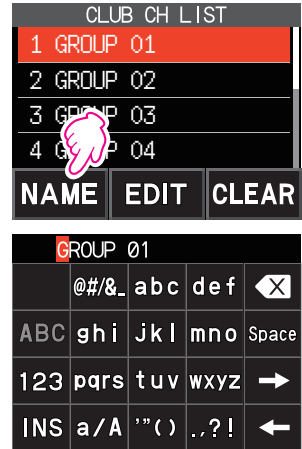 CLUB CH LIST
1 GROUP 01
2 GROUP 02
3 GROUP 03
4 GROUP 04
NAME EDIT CLEAR
GROUP 01
@#/&_ abc def
ABC ghi jkl mno Space
123 pqrs tuv wxyz →
INS a/A '"() .,?! ←